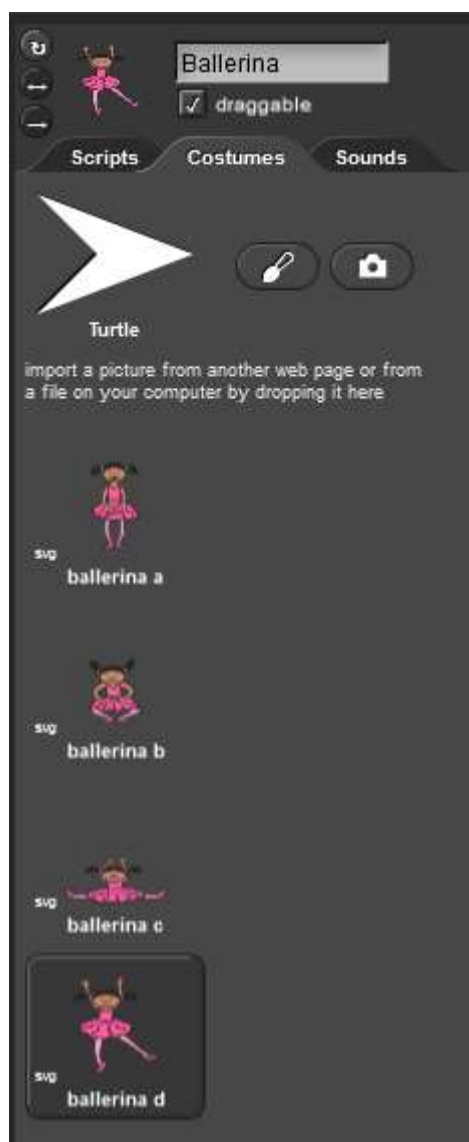 Ballerina
draggable
Scripts Costumes Sounds
Turtle
import a picture from another web page or from
a file on your computer by dropping it here
svg
ballerina a
svg
ballerina b
svg
ballerina c
svg
ballerina d